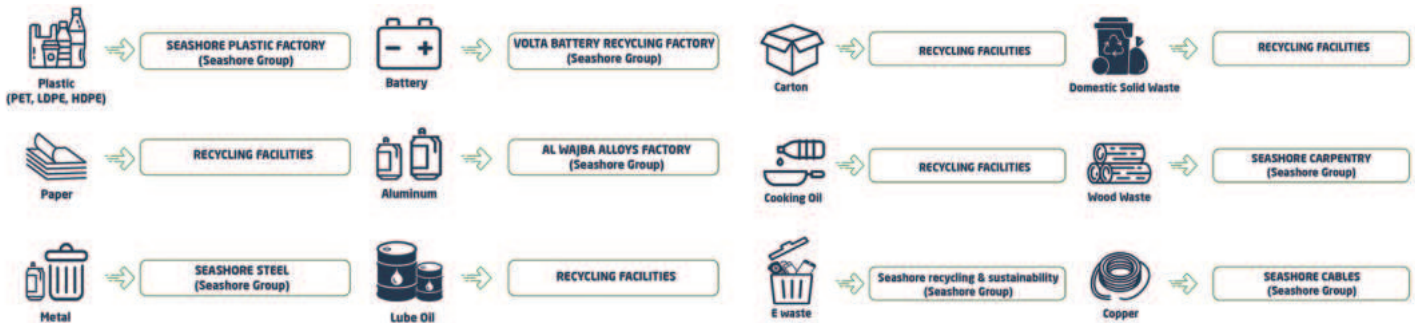 Plastic
(PET, LDPE, HDPE)
SEASHORE PLASTIC FACTORY
(Seashore Group)
Battery
VOLTA BATTERY RECYCLING FACTORY
(Seashore Group)
Carton
RECYCLING FACILITIES
Domestic Solid Waste
RECYCLING FACILITIES
Paper
RECYCLING FACILITIES
Aluminum
AL WAJBA ALLOYS FACTORY
(Seashore Group)
Cooking Oil
RECYCLING FACILITIES
Wood Waste
SEASHORE CARPENTRY
(Seashore Group)
Metal
SEASHORE STEEL
(Seashore Group)
Lube Oil
RECYCLING FACILITIES
E waste
Seashore recycling & sustainability
(Seashore Group)
Copper
SEASHORE CABLES
(Seashore Group)